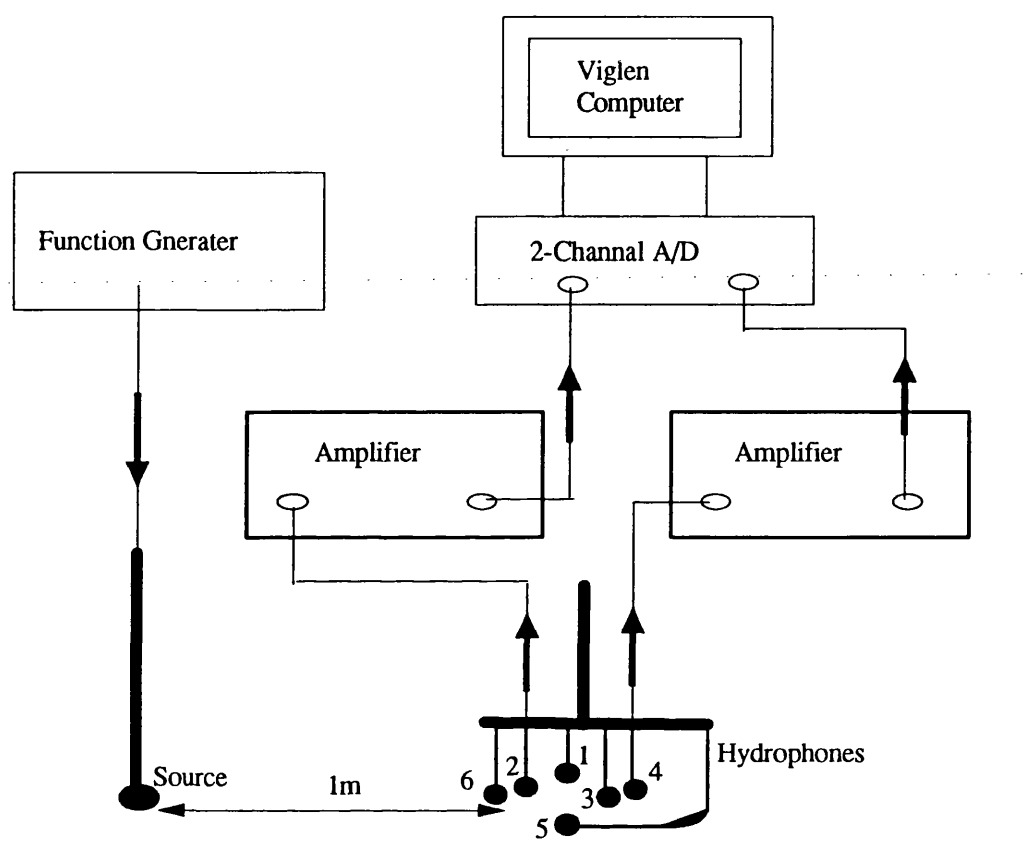 Viglen
Computer
Function Gnerater
2-Channal A/D
Amplifier
Amplifier
Hydrophones
Source
1m
6
2
1
3
4
5